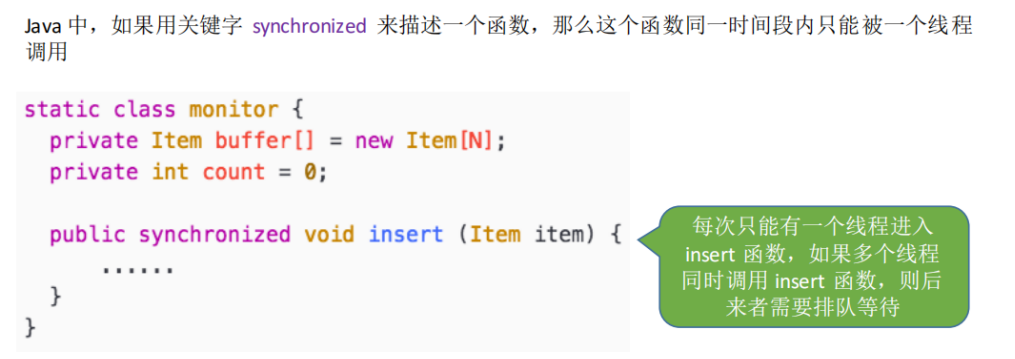 Java 中，如果用关键字 synchronized 来描述一个函数，那么这个函数同一时间段内只能被一个线程
调用
static class monitor {
private Item buffer[] = new Item[N];
private int count = 0;
public synchronized void insert (Item item) {
......
}
}
每次只能有一个线程进入
insert 函数，如果多个线程
同时调用 insert 函数，则后
来者需要排队等待